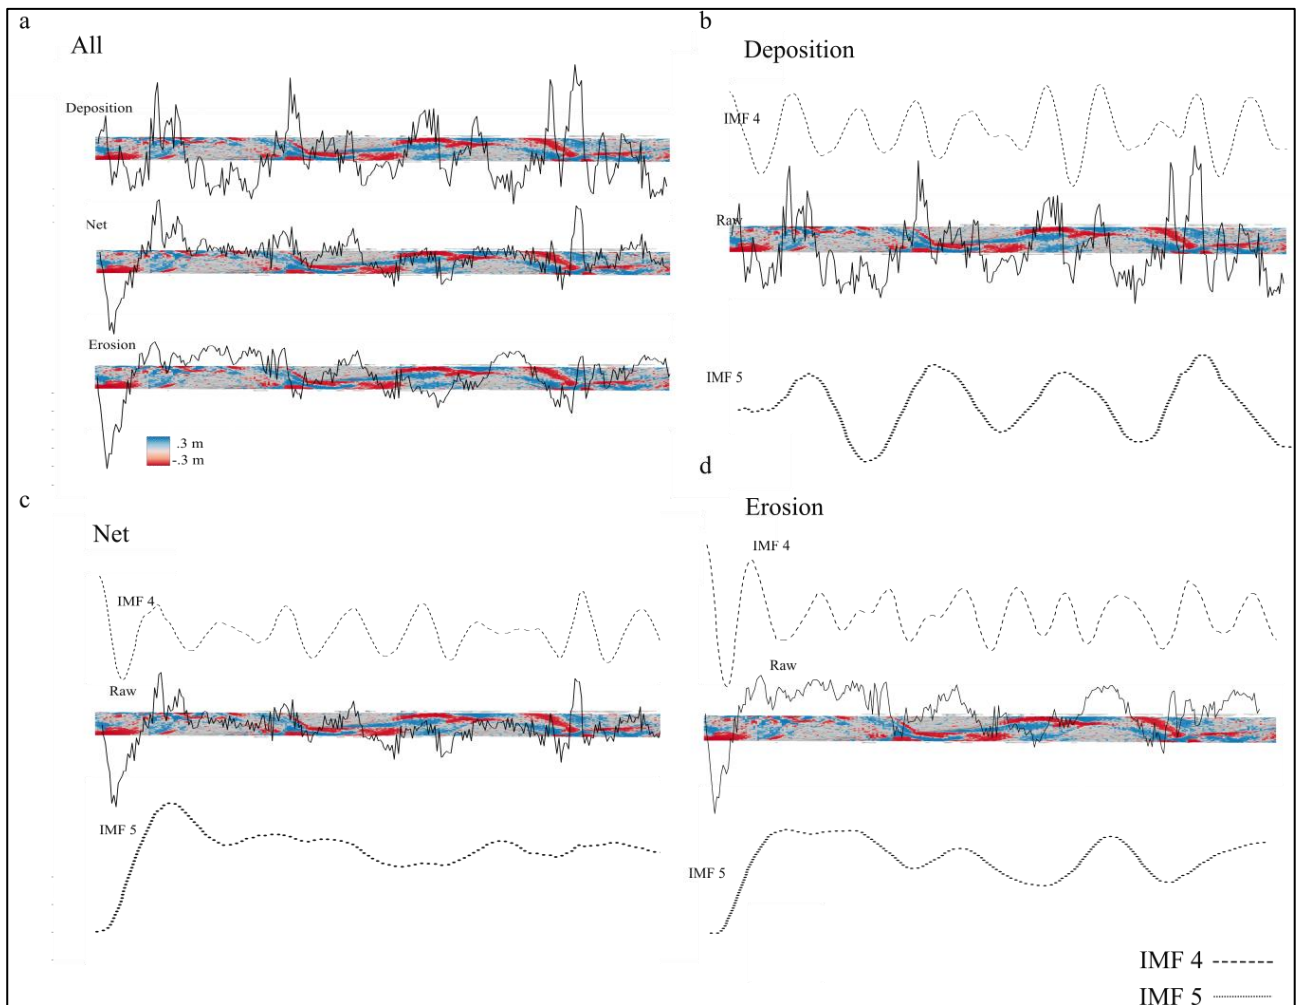 a
All
Deposition
Net
Erosion
.3 m
-.3 m
b
Deposition
IMF 4
Raw
IMF 5
c
Net
IMF 4
Raw
IMF 5
d
Erosion
IMF 4
Raw
IMF 5
IMF 4
IMF 5